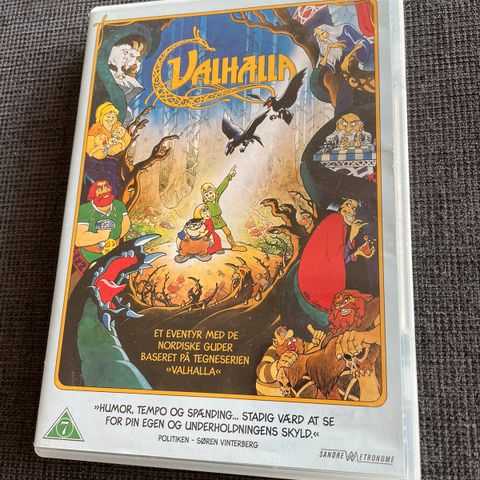 VALHALLA
ET EVENTYR MED DE
NORDISKE GUDER
BASERET PÅ TEGNESERIEN
»VALHALLA«
»HUMOR, TEMPO OG SPÆNDING... STADIG VÆRD AT SE
FOR DIN EGEN OG UNDERHOLDNINGENS SKYLD.«
POLITIKEN - SØREN VINTERBERG
7
SANDREW METRONOME